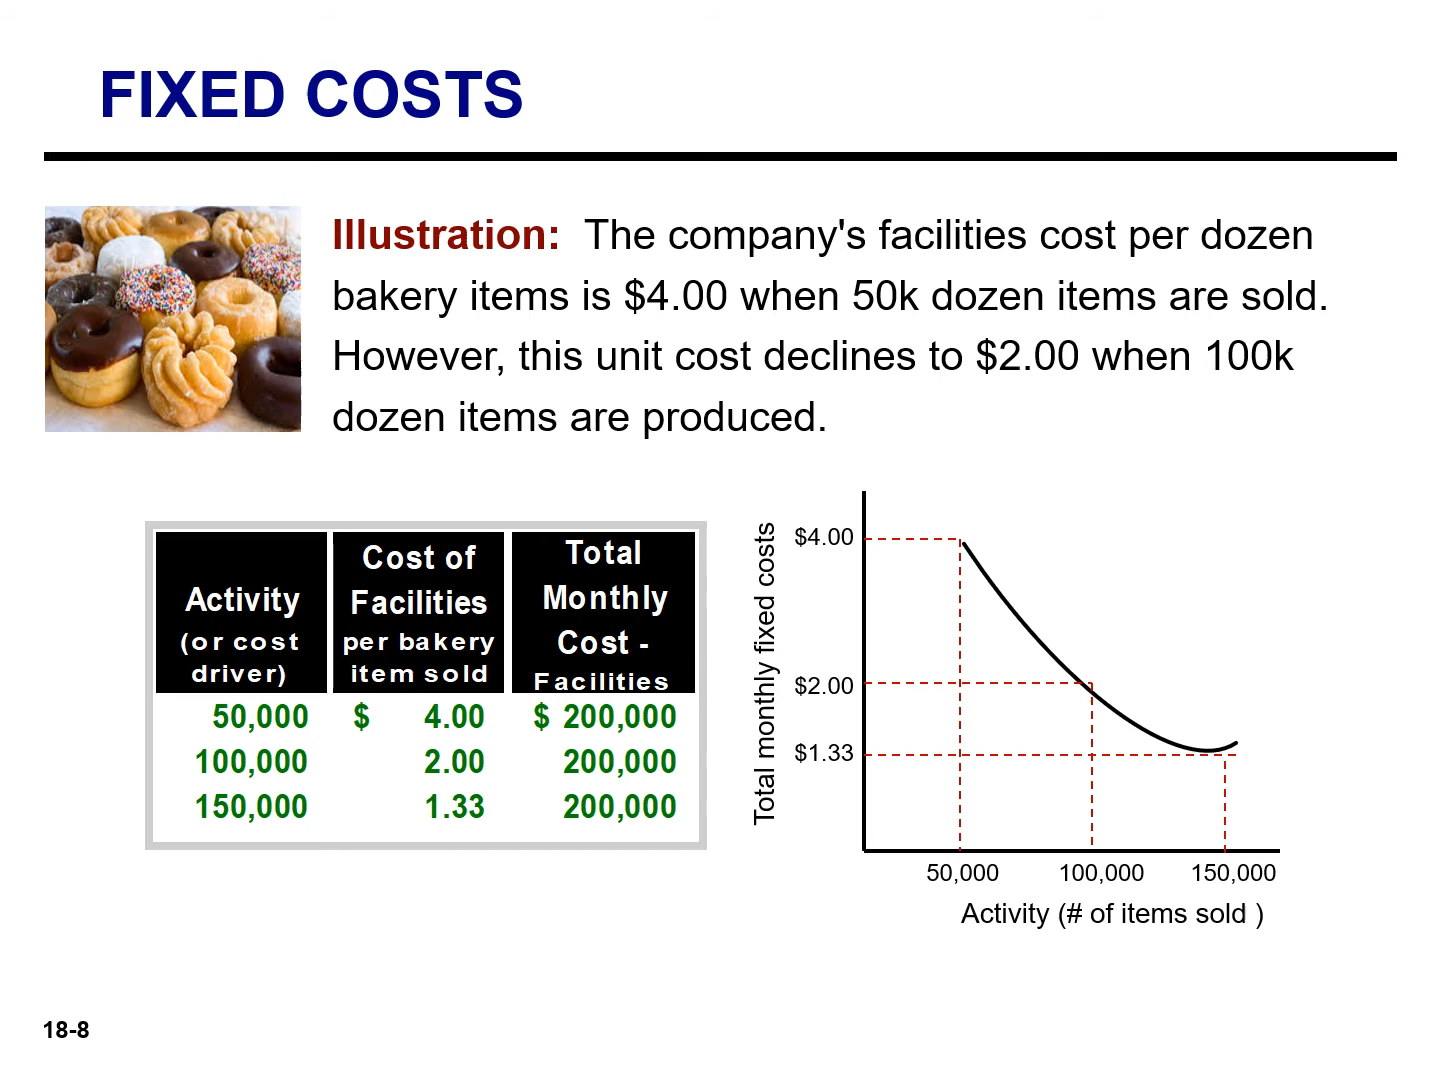 FIXED COSTS
Illustration: The company's facilities cost per dozen
bakery items is $4.00 when 50k dozen items are sold.
However, this unit cost declines to $2.00 when 100k
dozen items are produced.
Activity
(or cost
driver)
Cost of
Facilities
per bakery
item sold
Total
Monthly
Cost -
Facilities
50,000 $ 4.00 $ 200,000
100,000 2.00 200,000
150,000 1.33 200,000
Total monthly fixed costs
$4.00
$2.00
$1.33
50,000 100,000 150,000
Activity (# of items sold )
18-8